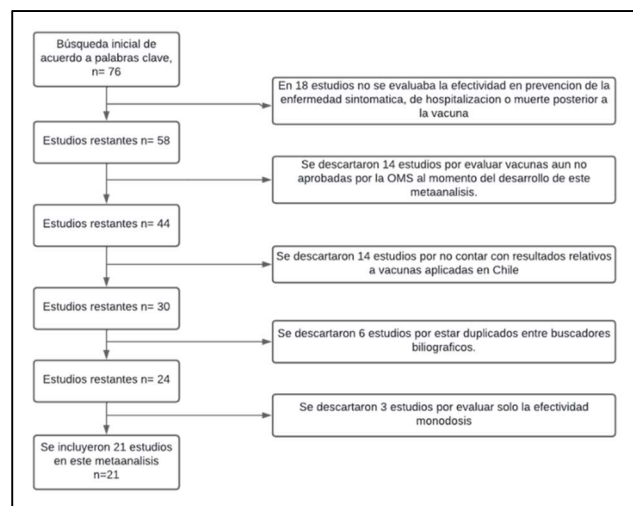 Búsqueda inicial de
acuerdo a palabras clave,
n= 76
En 18 estudios no se evaluaba la efectividad en prevencion de la
enfermedad sintomatica, de hospitalizacion o muerte posterior a
la vacuna
Estudios restantes n= 58
Se descartaron 14 estudios por evaluar vacunas aun no
aprobadas por la OMS al momento del desarrollo de este
metaanalisis.
Estudios restantes n= 44
Se descartaron 14 estudios por no contar con resultados relativos
a vacunas aplicadas en Chile
Estudios restantes n= 30
Se descartaron 6 estudios por estar duplicados entre buscadores
biliograficos.
Estudios restantes n= 24
Se descartaron 3 estudios por evaluar solo la efectividad
monodosis
Se incluyeron 21 estudios
en este metaanalisis
n=21